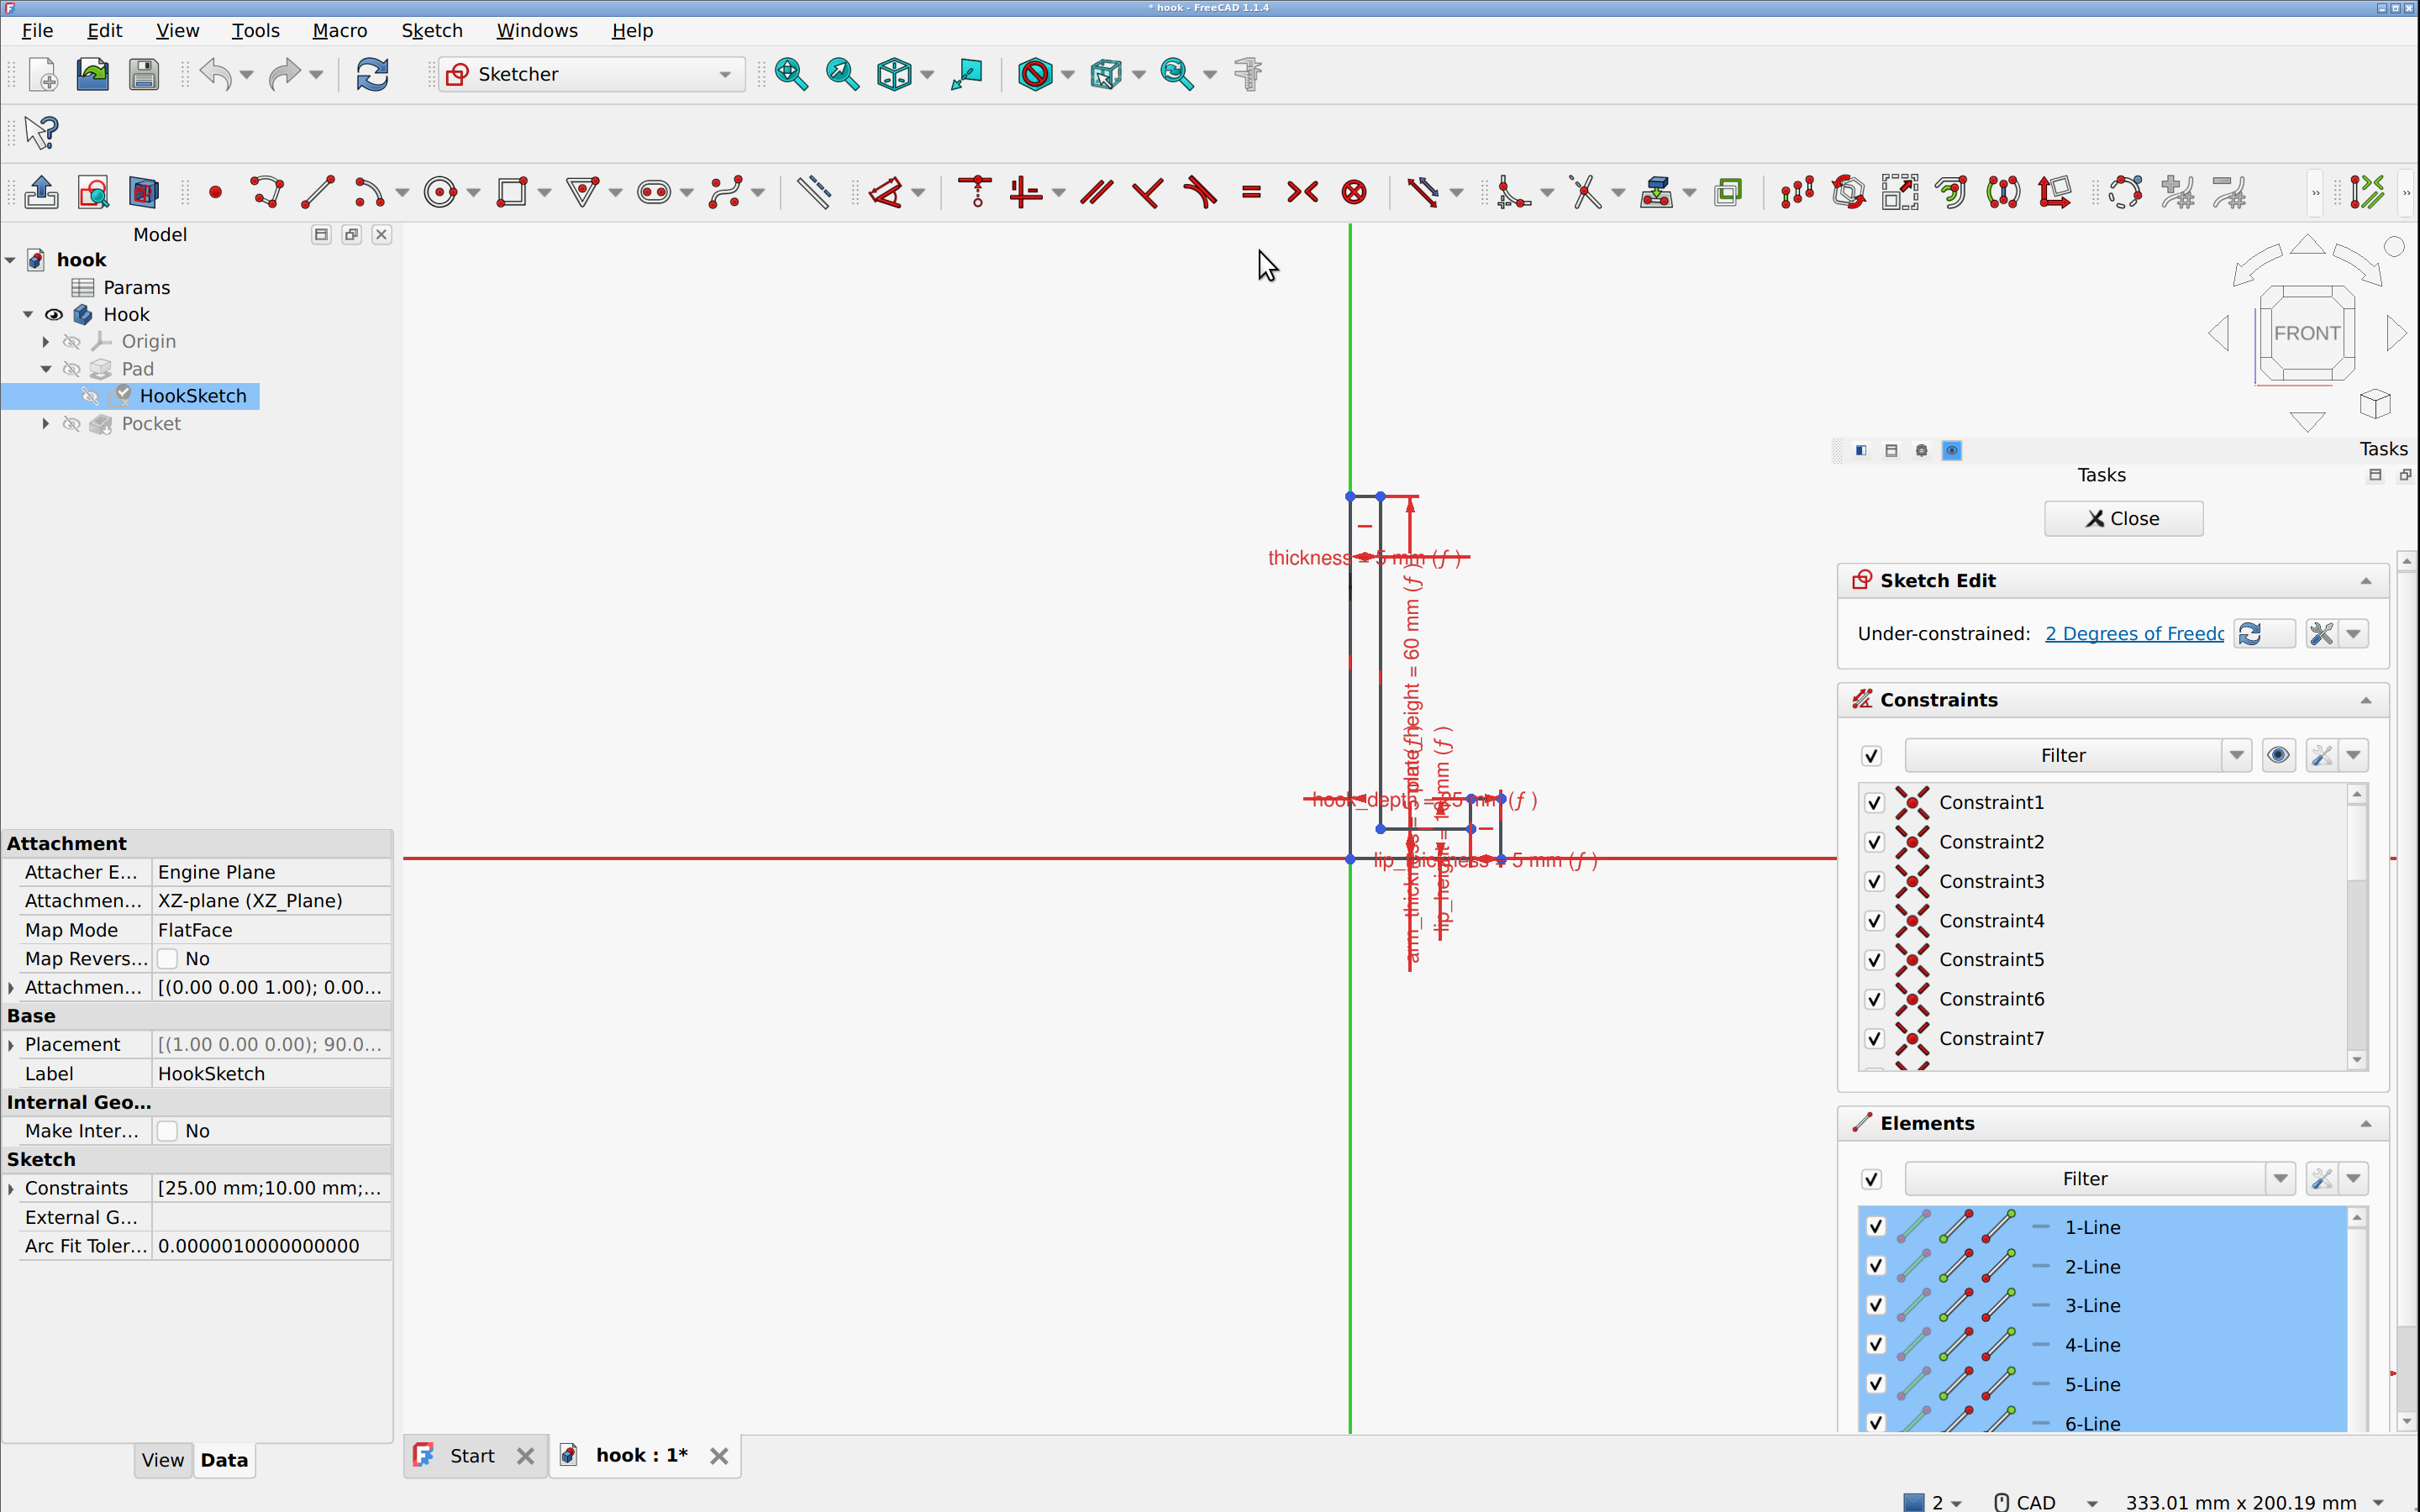 * hook - FreeCAD 1.1.4
File Edit View Tools Macro Sketch Windows Help
Sketcher
Model
hook
Params
Hook
Origin
Pad
HookSketch
Pocket
FRONT
Tasks
Tasks
Close
Sketch Edit
Under-constrained: 2 Degrees of Freedo
Constraints
Filter
Constraint1
Constraint2
Constraint3
Constraint4
Constraint5
Constraint6
Constraint7
Elements
Filter
1-Line
2-Line
3-Line
4-Line
5-Line
6-Line
thickness = 5 mm (ƒ )
plate_height = 60 mm (ƒ )
hook_depth = 25 mm (ƒ )
lip_thickness = 5 mm (ƒ )
Attachment
Attacher E... Engine Plane
Attachmen... XZ-plane (XZ_Plane)
Map Mode FlatFace
Map Revers... No
Attachmen... [(0.00 0.00 1.00); 0.00...
Base
Placement [(1.00 0.00 0.00); 90.0...
Label HookSketch
Internal Geo...
Make Inter... No
Sketch
Constraints [25.00 mm;10.00 mm;...
External G...
Arc Fit Toler... 0.0000010000000000
View Data
Start
hook : 1*
2 CAD 333.01 mm x 200.19 mm